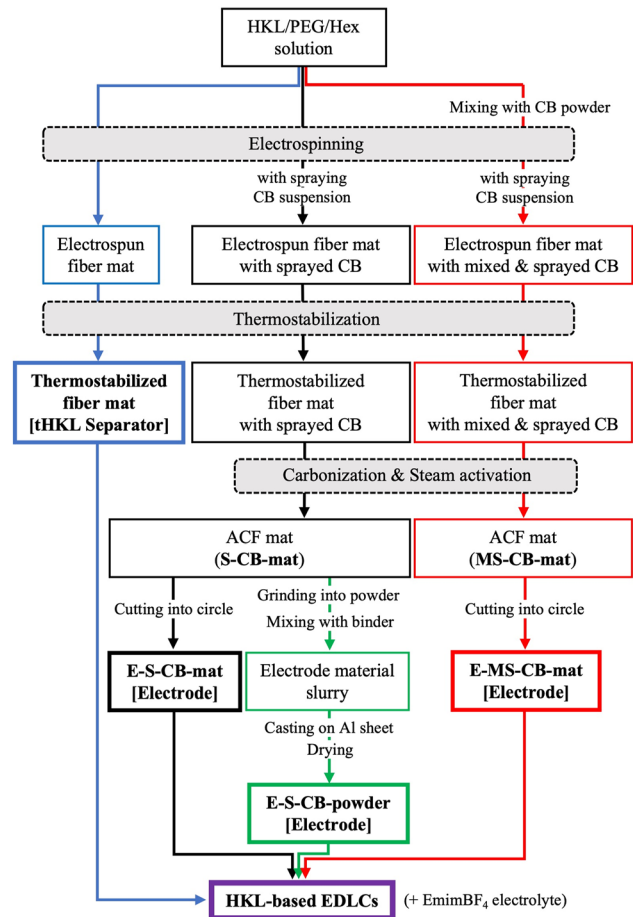 HKL/PEG/Hex
solution
Mixing with CB powder
Electrospinning
with spraying
CB suspension
with spraying
CB suspension
Electrospun
fiber mat
Electrospun fiber mat
with sprayed CB
Electrospun fiber mat
with mixed & sprayed CB
Thermostabilization
Thermostabilized
fiber mat
[tHKL Separator]
Thermostabilized
fiber mat
with sprayed CB
Thermostabilized
fiber mat
with mixed & sprayed CB
Carbonization & Steam activation
ACF mat
(S-CB-mat)
ACF mat
(MS-CB-mat)
Cutting into circle
Grinding into powder
Mixing with binder
Cutting into circle
E-S-CB-mat
[Electrode]
Electrode material
slurry
E-MS-CB-mat
[Electrode]
Casting on Al sheet
Drying
E-S-CB-powder
[Electrode]
HKL-based EDLCs
(+ EmimBF₄ electrolyte)